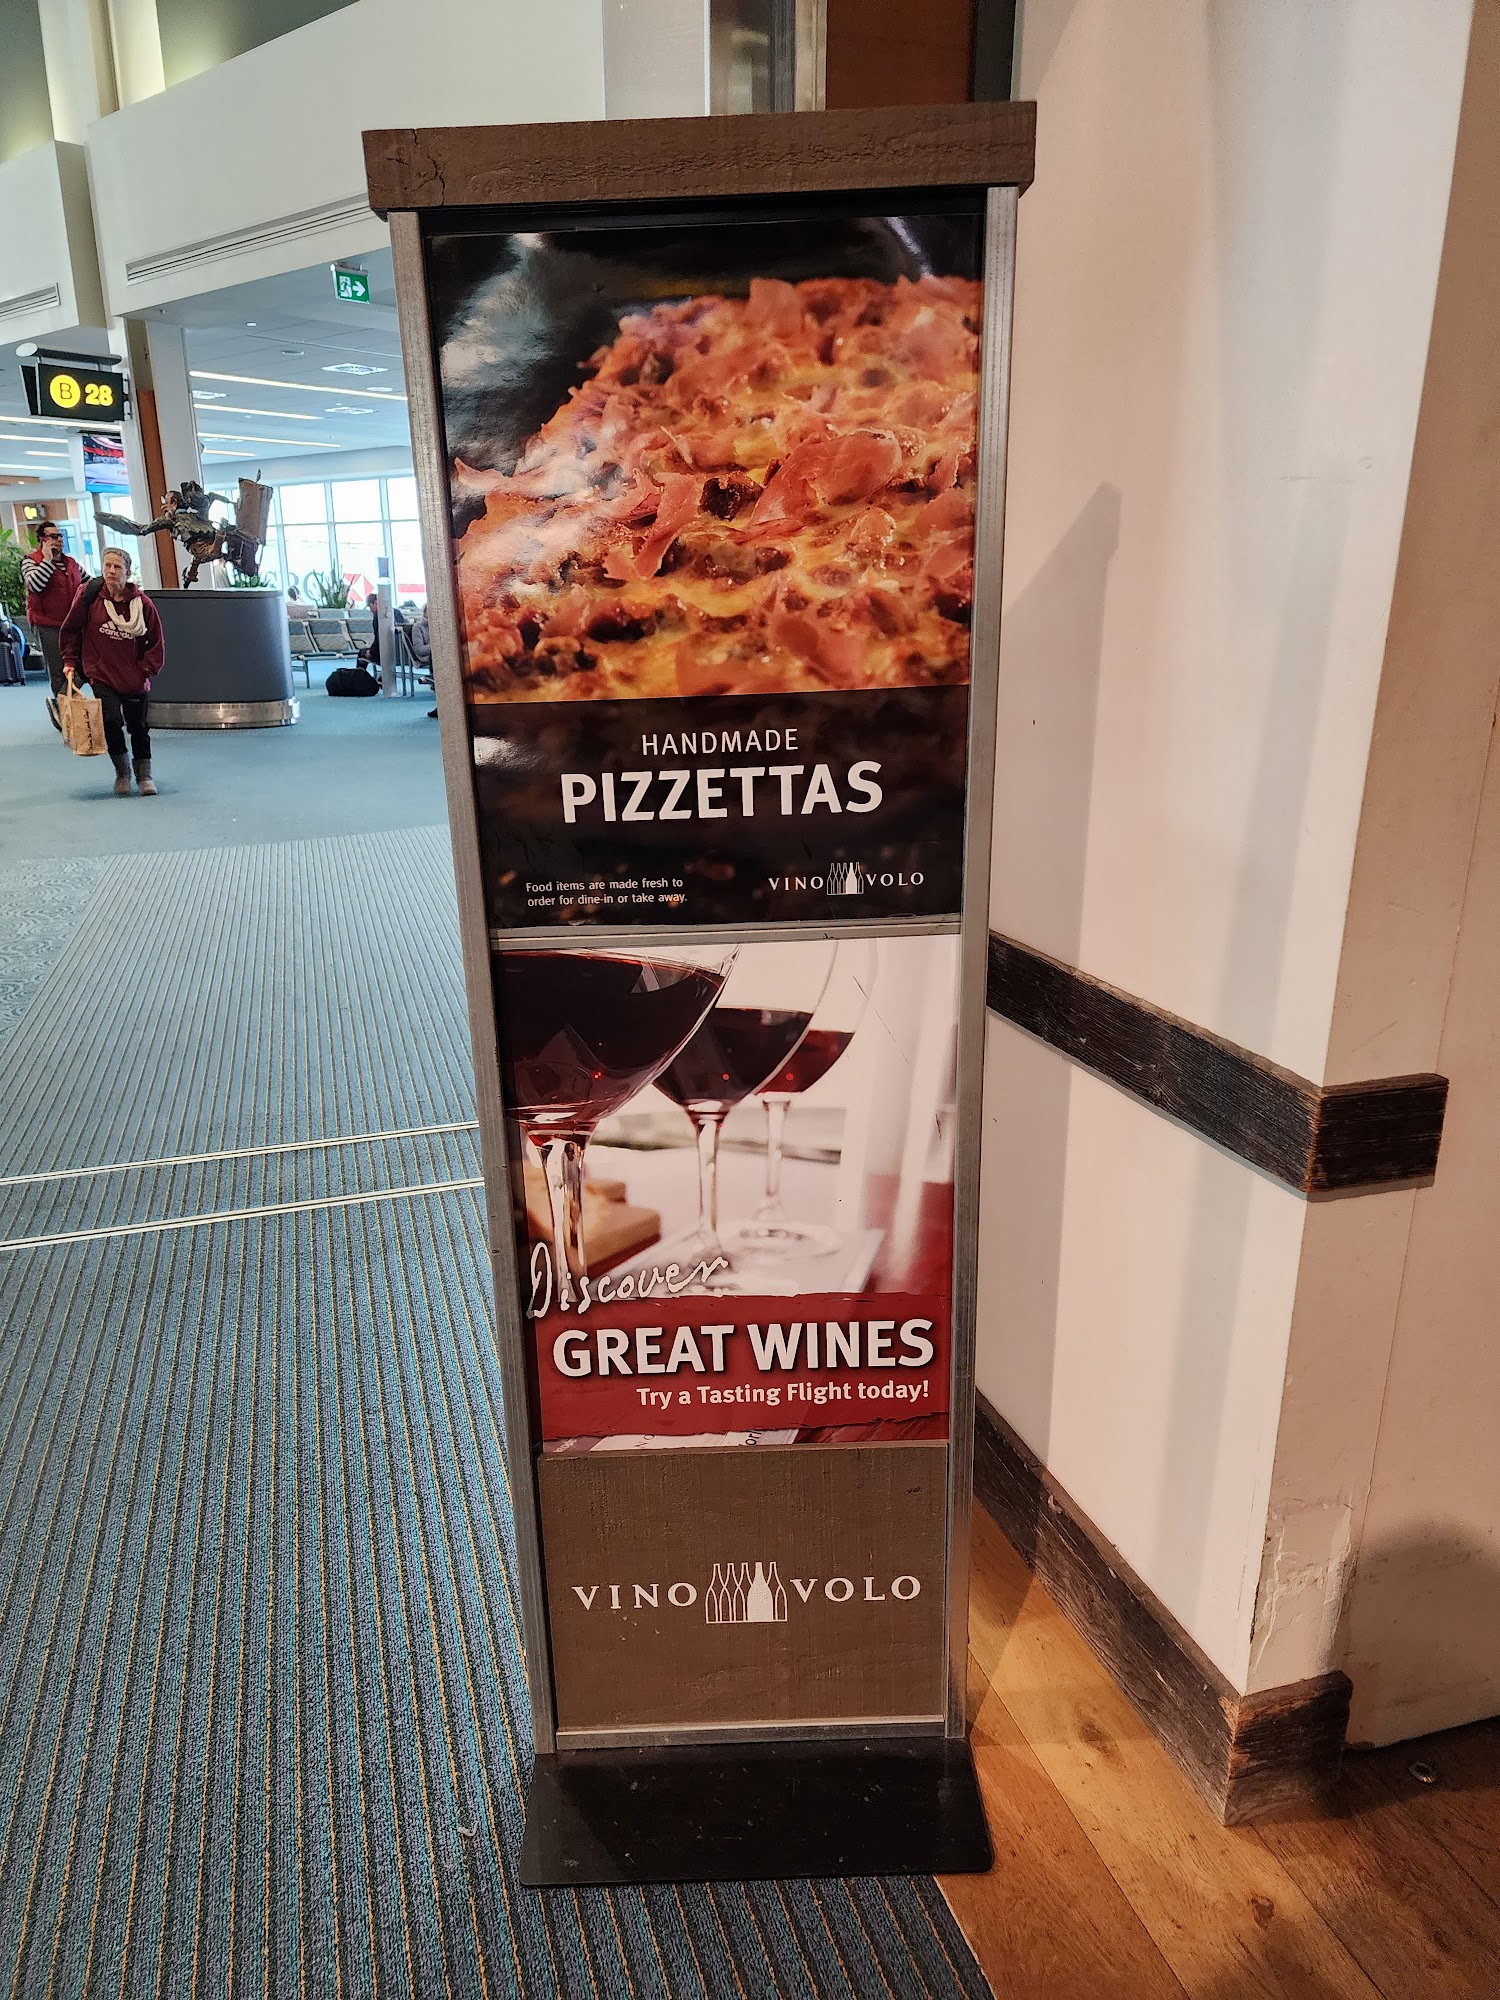 B 28
canada
HANDMADE
PIZZETTAS
Food items are made fresh to
order for dine-in or take away.
VINO VOLO
Discover
GREAT WINES
Try a Tasting Flight today!
VINO VOLO